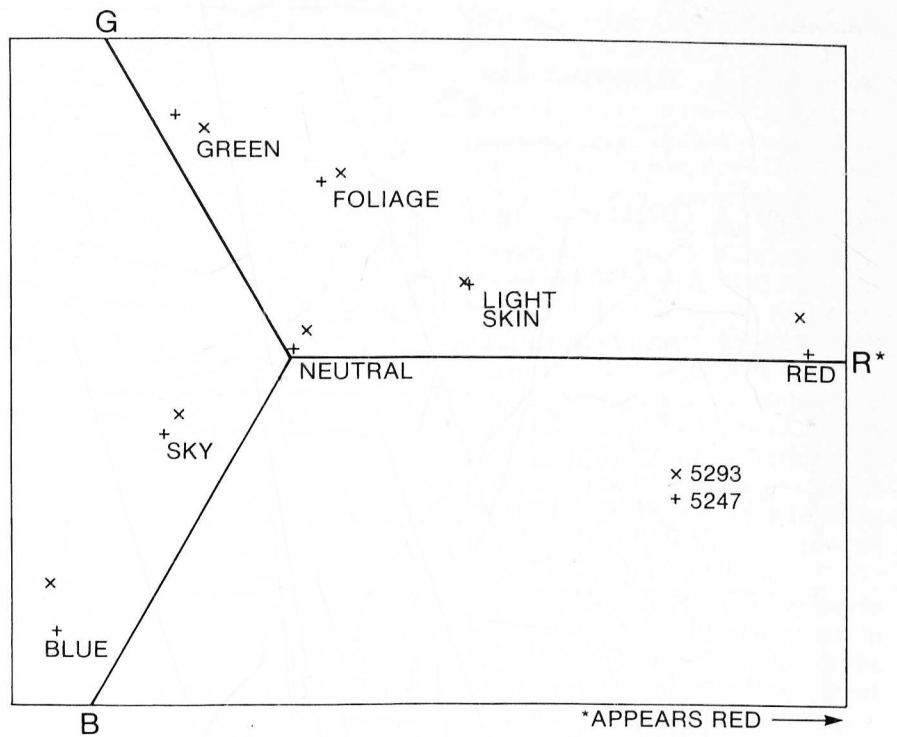 G
GREEN
FOLIAGE
LIGHT
SKIN
NEUTRAL
RED
R*
SKY
× 5293
+ 5247
BLUE
B
*APPEARS RED →